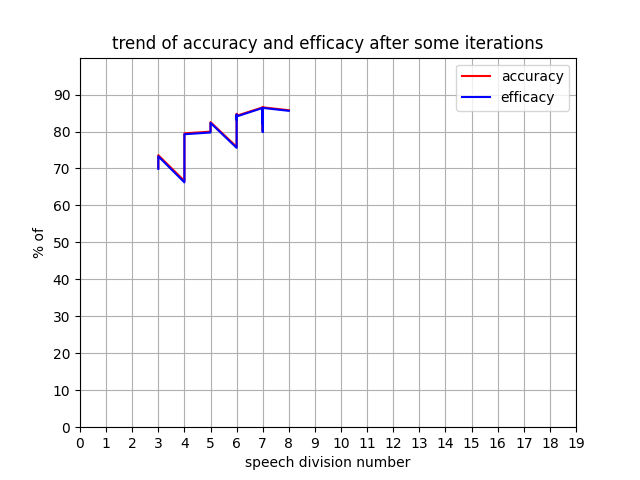 trend of accuracy and efficacy after some iterations
accuracy
efficacy
90
80
70
60
50
40
30
20
10
0
% of
0 1 2 3 4 5 6 7 8 9 10 11 12 13 14 15 16 17 18 19
speech division number